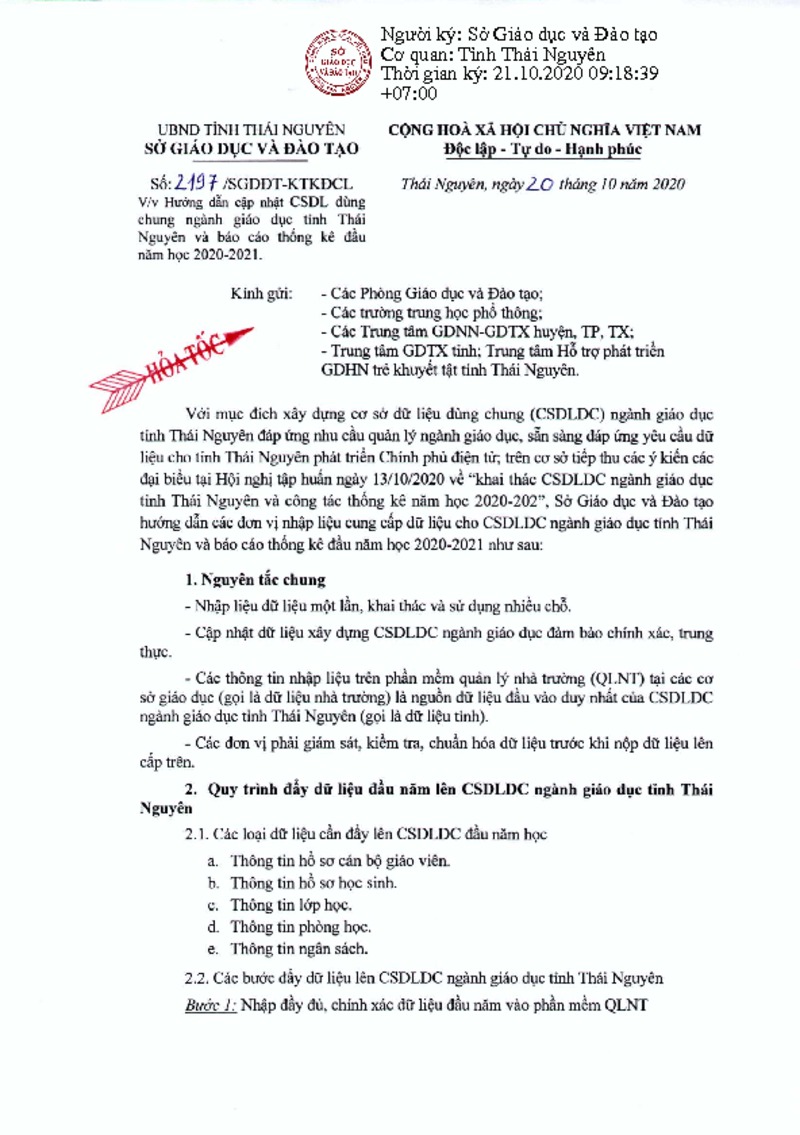 Người ký: Sở Giáo dục và Đào tạo
Cơ quan: Tỉnh Thái Nguyên
Thời gian ký: 21.10.2020 09:18:39
+07:00
SỞ
GIÁO DỤC
VÀ ĐÀO TẠO
UBND TỈNH THÁI NGUYÊN
SỞ GIÁO DỤC VÀ ĐÀO TẠO
CỘNG HOÀ XÃ HỘI CHỦ NGHĨA VIỆT NAM
Độc lập - Tự do - Hạnh phúc
Số: 2197 /SGDĐT-KTKĐCL
V/v Hướng dẫn cập nhật CSDL dùng
chung ngành giáo dục tỉnh Thái
Nguyên và báo cáo thống kê đầu
năm học 2020-2021.
Thái Nguyên, ngày 20 tháng 10 năm 2020
Kính gửi:
- Các Phòng Giáo dục và Đào tạo;
- Các trường trung học phổ thông;
- Các Trung tâm GDNN-GDTX huyện, TP, TX;
- Trung tâm GDTX tỉnh; Trung tâm Hỗ trợ phát triển
GDHN trẻ khuyết tật tỉnh Thái Nguyên.
HỎA TỐC
Với mục đích xây dựng cơ sở dữ liệu dùng chung (CSDLDC) ngành giáo dục
tỉnh Thái Nguyên đáp ứng nhu cầu quản lý ngành giáo dục, sẵn sàng đáp ứng yêu cầu dữ
liệu cho tỉnh Thái Nguyên phát triển Chính phủ điện tử; trên cơ sở tiếp thu các ý kiến các
đại biểu tại Hội nghị tập huấn ngày 13/10/2020 về “khai thác CSDLDC ngành giáo dục
tỉnh Thái Nguyên và công tác thống kê năm học 2020-202”, Sở Giáo dục và Đào tạo
hướng dẫn các đơn vị nhập liệu cung cấp dữ liệu cho CSDLDC ngành giáo dục tỉnh Thái
Nguyên và báo cáo thống kê đầu năm học 2020-2021 như sau:
1. Nguyên tắc chung
- Nhập liệu dữ liệu một lần, khai thác và sử dụng nhiều chỗ.
- Cập nhật dữ liệu xây dựng CSDLDC ngành giáo dục đảm bảo chính xác, trung
thực.
- Các thông tin nhập liệu trên phần mềm quản lý nhà trường (QLNT) tại các cơ
sở giáo dục (gọi là dữ liệu nhà trường) là nguồn dữ liệu đầu vào duy nhất của CSDLDC
ngành giáo dục tỉnh Thái Nguyên (gọi là dữ liệu tỉnh).
- Các đơn vị phải giám sát, kiểm tra, chuẩn hóa dữ liệu trước khi nộp dữ liệu lên
cấp trên.
2. Quy trình đẩy dữ liệu đầu năm lên CSDLDC ngành giáo dục tỉnh Thái
Nguyên
2.1. Các loại dữ liệu cần đẩy lên CSDLDC đầu năm học
a. Thông tin hồ sơ cán bộ giáo viên.
b. Thông tin hồ sơ học sinh.
c. Thông tin lớp học.
d. Thông tin phòng học.
e. Thông tin ngân sách.
2.2. Các bước đẩy dữ liệu lên CSDLDC ngành giáo dục tỉnh Thái Nguyên
Bước 1: Nhập đầy đủ, chính xác dữ liệu đầu năm vào phần mềm QLNT